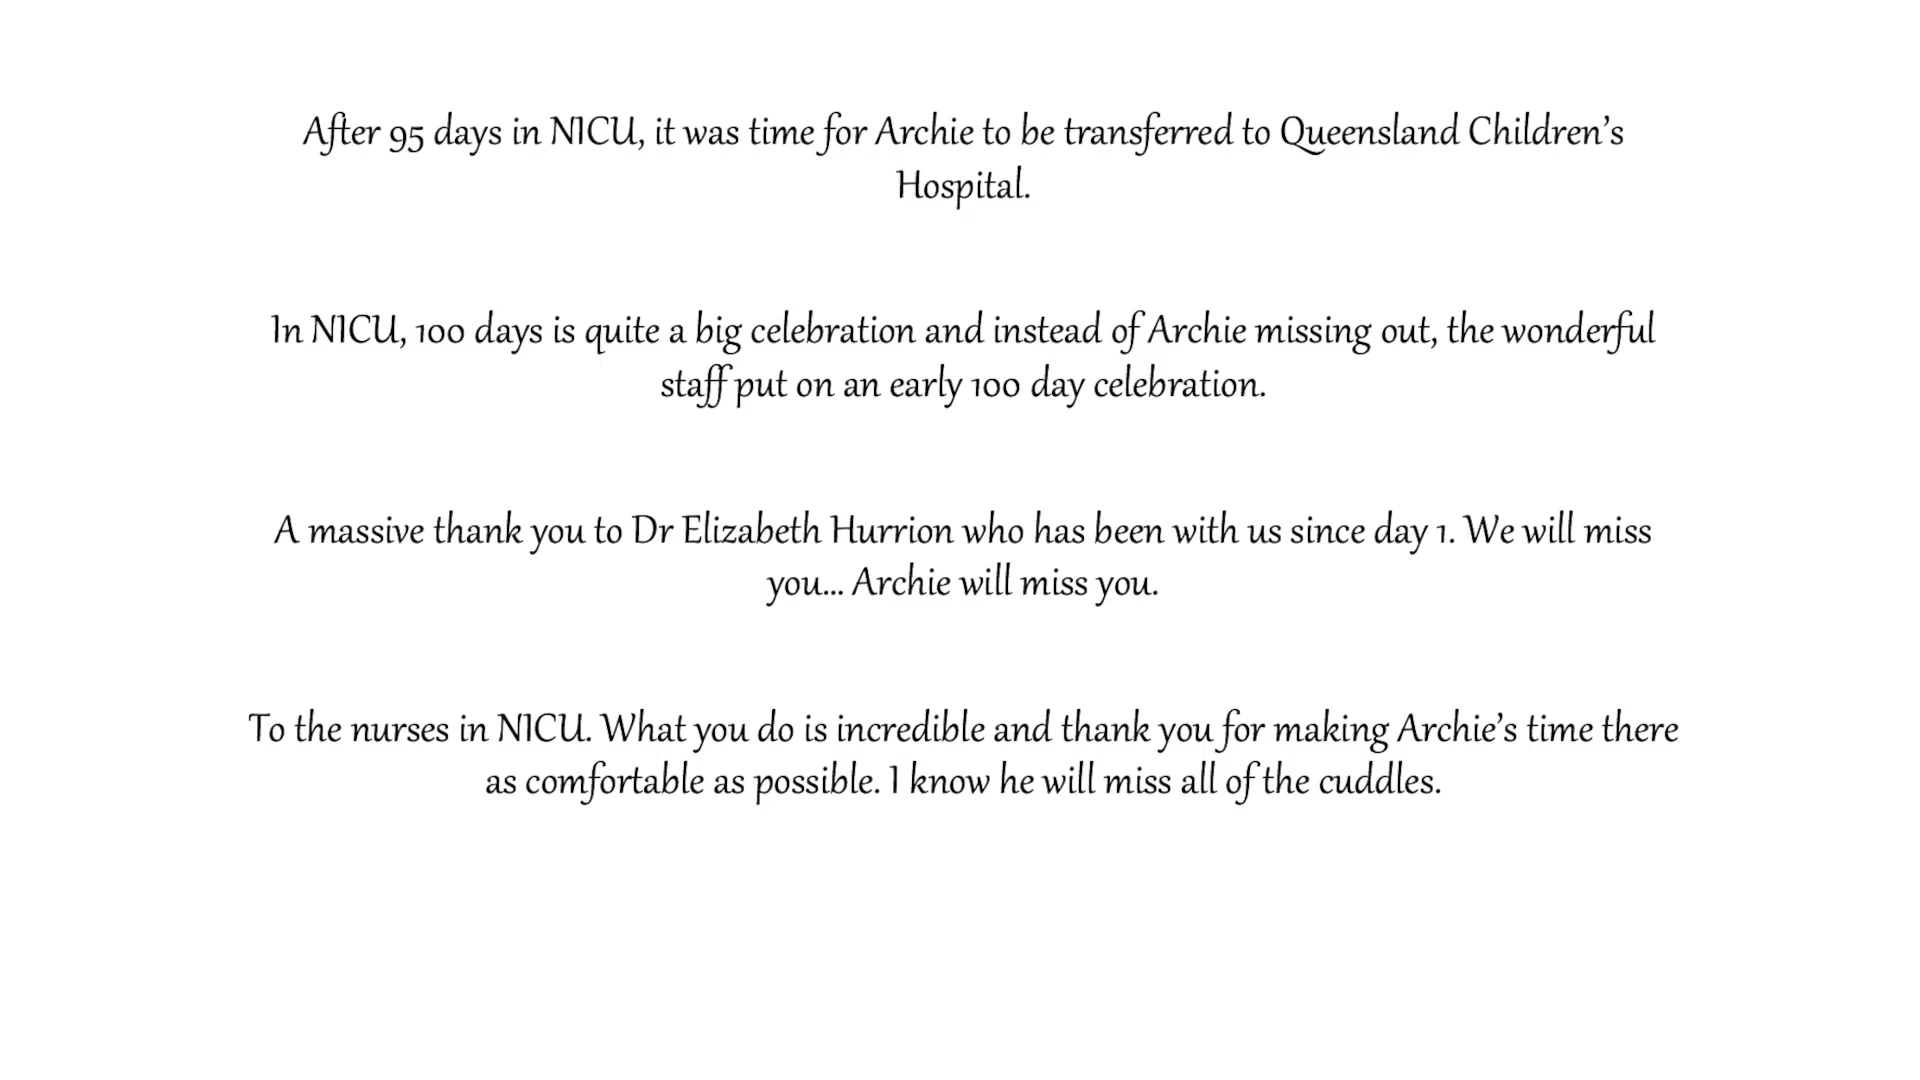 After 95 days in NICU, it was time for Archie to be transferred to Queensland Children’s
Hospital.
In NICU, 100 days is quite a big celebration and instead of Archie missing out, the wonderful
staff put on an early 100 day celebration.
A massive thank you to Dr Elizabeth Hurrion who has been with us since day 1. We will miss
you... Archie will miss you.
To the nurses in NICU. What you do is incredible and thank you for making Archie’s time there
as comfortable as possible. I know he will miss all of the cuddles.